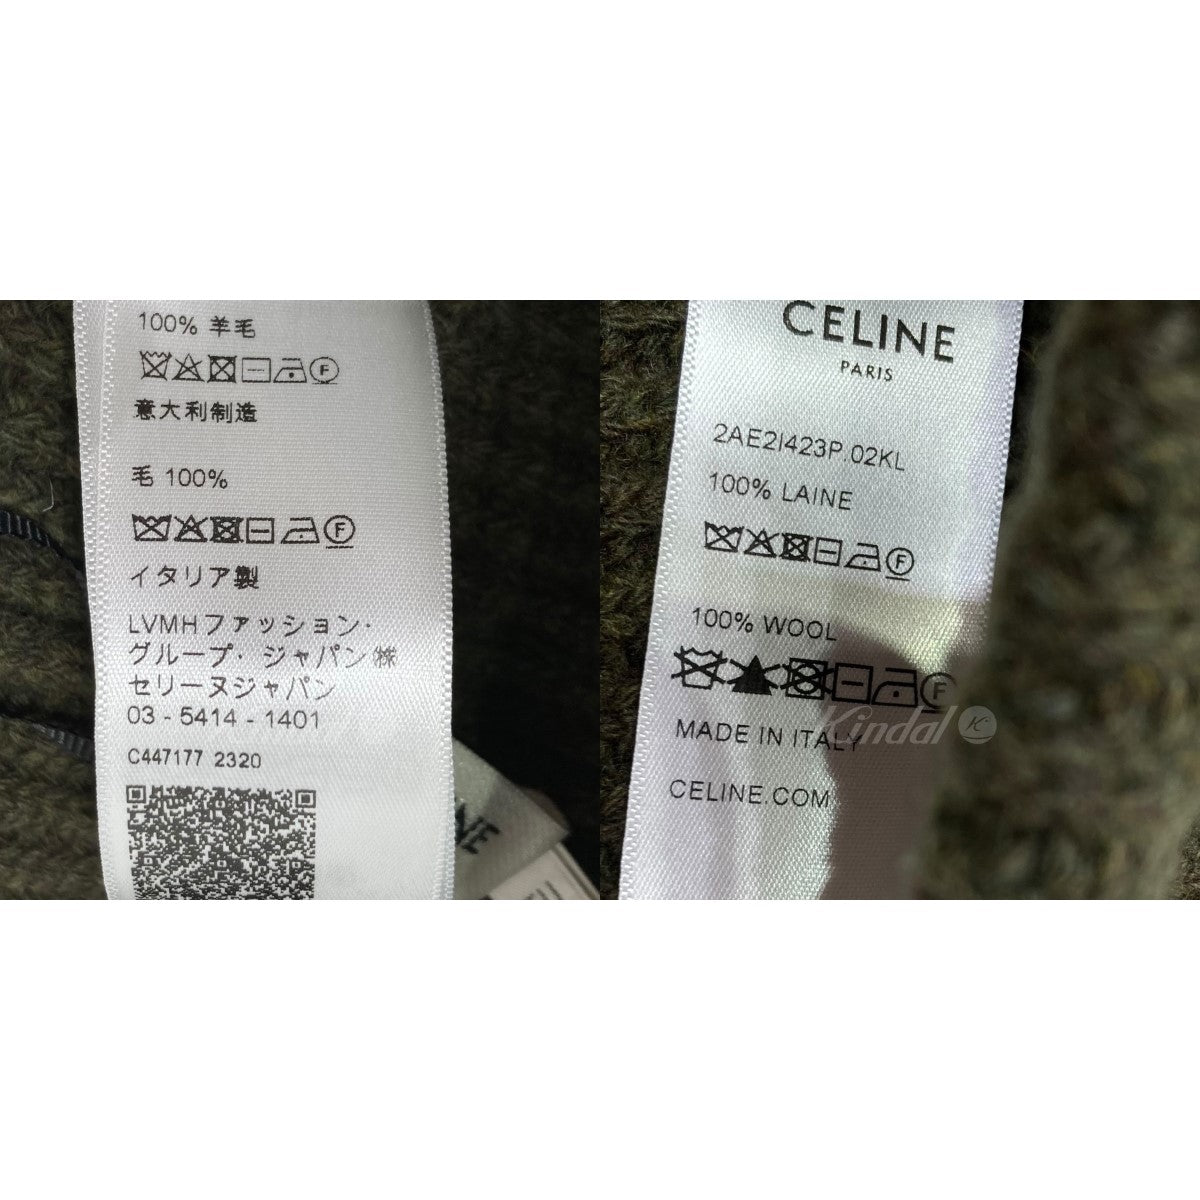 100% 羊毛
F
意大利制造
毛 100%
F
イタリア製
LVMHファッション・
グループ・ジャパン㈱
セリーヌジャパン
03 - 5414 - 1401
C447177 2320
CELINE
PARIS
2AE2I423P.02KL
100% LAINE
F
100% WOOL
F
MADE IN ITALY
CELINE.COM
Kindal